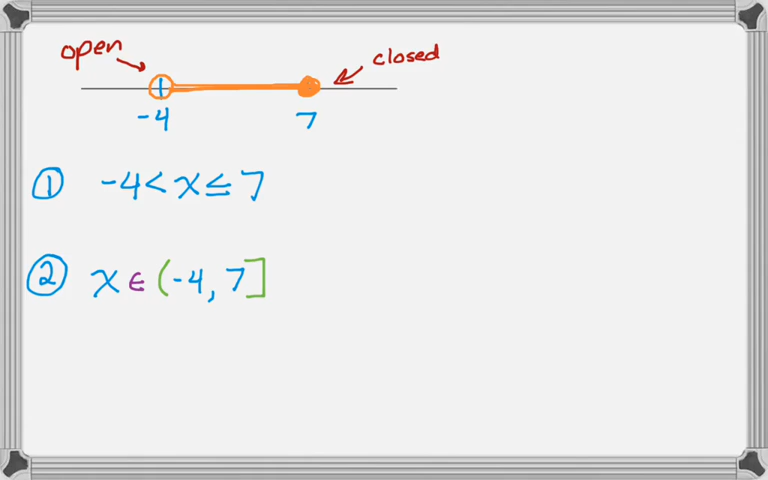 open closed
-4 7
① -4 < x ≤ 7
② x ∈ (-4, 7]